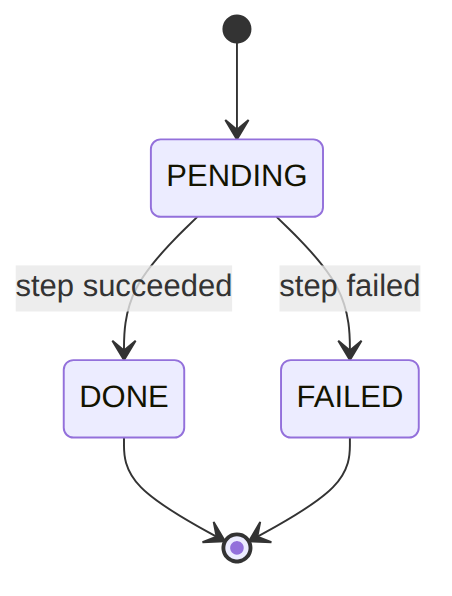 PENDING
step succeeded
step failed
DONE
FAILED